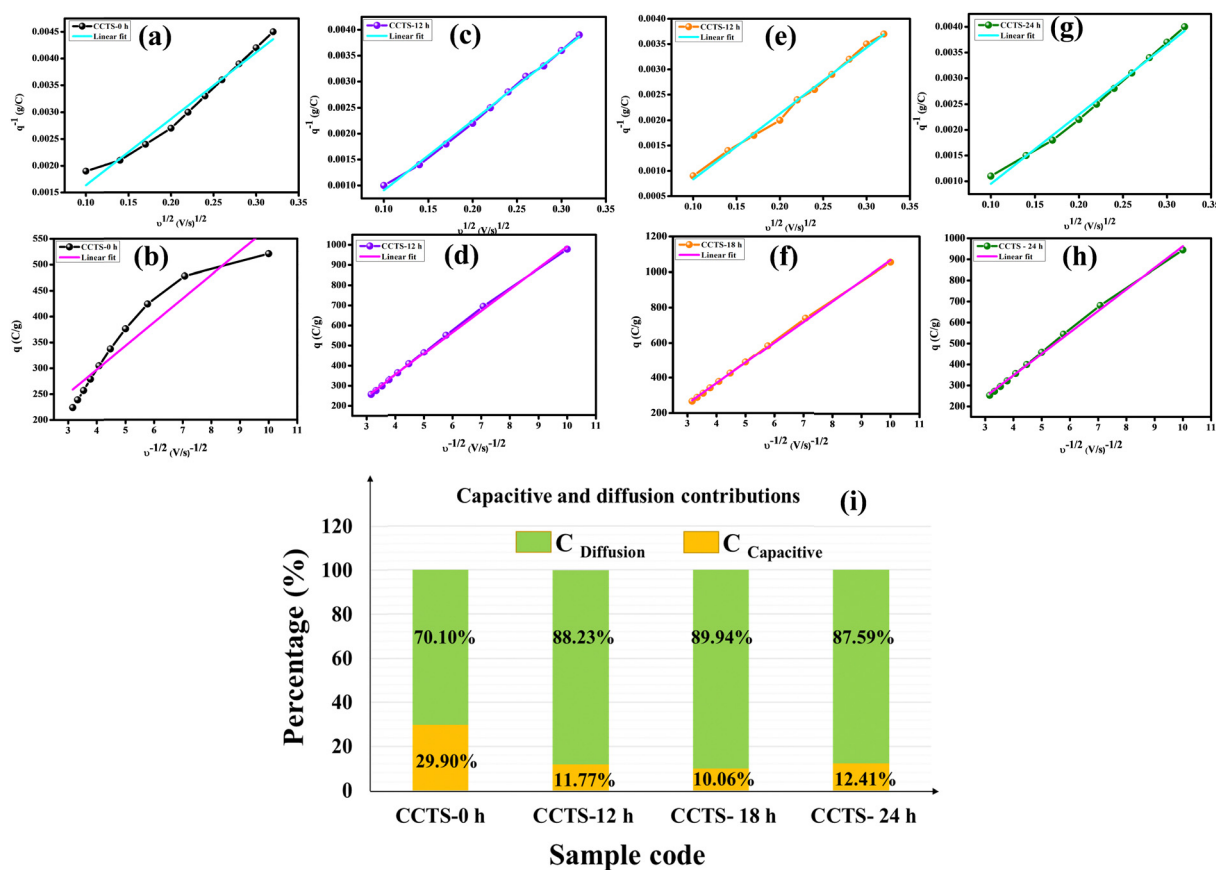 (a)
CCTS-0 h
Linear fit
q-1 (g/C)
0.0045
0.0040
0.0035
0.0030
0.0025
0.0020
0.0015
0.10 0.15 0.20 0.25 0.30 0.35
υ1/2 (V/s)1/2
(c)
CCTS-12 h
Linear fit
q-1 (g/C)
0.0040
0.0035
0.0030
0.0025
0.0020
0.0015
0.0010
0.10 0.15 0.20 0.25 0.30 0.35
υ1/2 (V/s)1/2
(e)
CCTS-12 h
Linear fit
q-1 (g/C)
0.0040
0.0035
0.0030
0.0025
0.0020
0.0015
0.0010
0.0005
0.10 0.15 0.20 0.25 0.30 0.35
υ1/2 (V/s)1/2
(g)
CCTS-24 h
Linear fit
q-1 (g/C)
0.0040
0.0035
0.0030
0.0025
0.0020
0.0015
0.0010
0.10 0.15 0.20 0.25 0.30 0.35
υ1/2 (V/s)1/2
(b)
CCTS-0 h
Linear fit
q (C/g)
550
500
450
400
350
300
250
200
3 4 5 6 7 8 9 10 11
υ-1/2 (V/s)-1/2
(d)
CCTS-12 h
Linear fit
q (C/g)
1000
900
800
700
600
500
400
300
200
3 4 5 6 7 8 9 10 11
υ-1/2 (V/s)-1/2
(f)
CCTS-18 h
Linear fit
q (C/g)
1200
1000
800
600
400
200
3 4 5 6 7 8 9 10 11
υ-1/2 (V/s)-1/2
(h)
CCTS - 24 h
Linear fit
q (C/g)
1000
900
800
700
600
500
400
300
200
3 4 5 6 7 8 9 10 11
υ-1/2 (V/s)-1/2
Capacitive and diffusion contributions (i)
C Diffusion C Capacitive
Percentage (%)
120
100
80
60
40
20
0
70.10% 88.23% 89.94% 87.59%
29.90% 11.77% 10.06% 12.41%
CCTS-0 h CCTS-12 h CCTS- 18 h CCTS- 24 h
Sample code